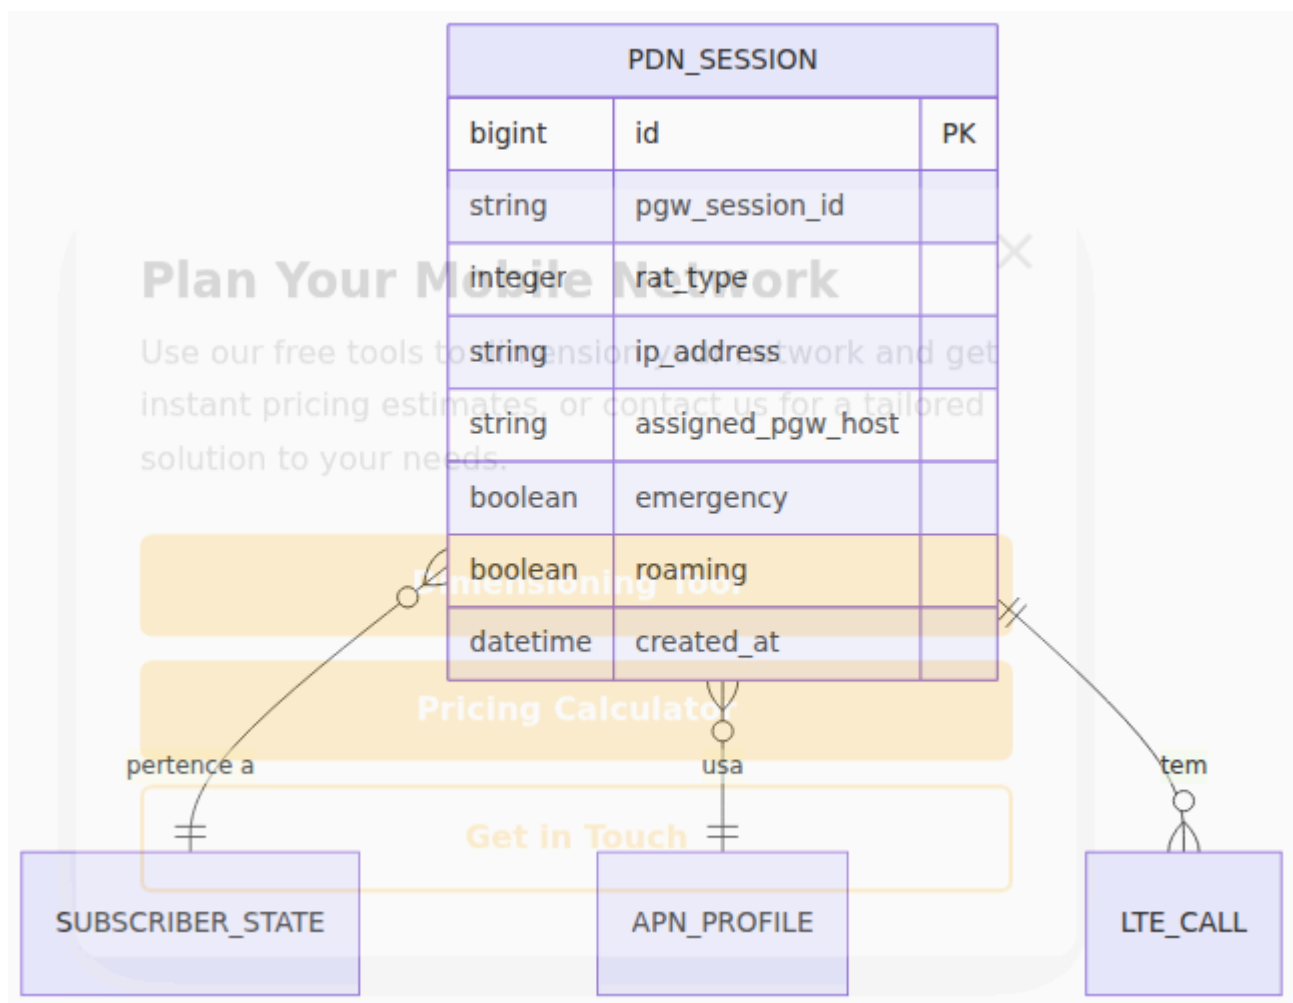 PDN_SESSION
bigint id PK
string pgw_session_id
integer rat_type
string ip_address
string assigned_pgw_host
boolean emergency
boolean roaming
datetime created_at
Plan Your Mobile Network
Use our free tools to dimension your network and get
instant pricing estimates, or contact us for a tailored
solution to your needs.
Dimensioning Tool
Pricing Calculator
Get in Touch
pertence a
usa
tem
SUBSCRIBER_STATE
APN_PROFILE
LTE_CALL